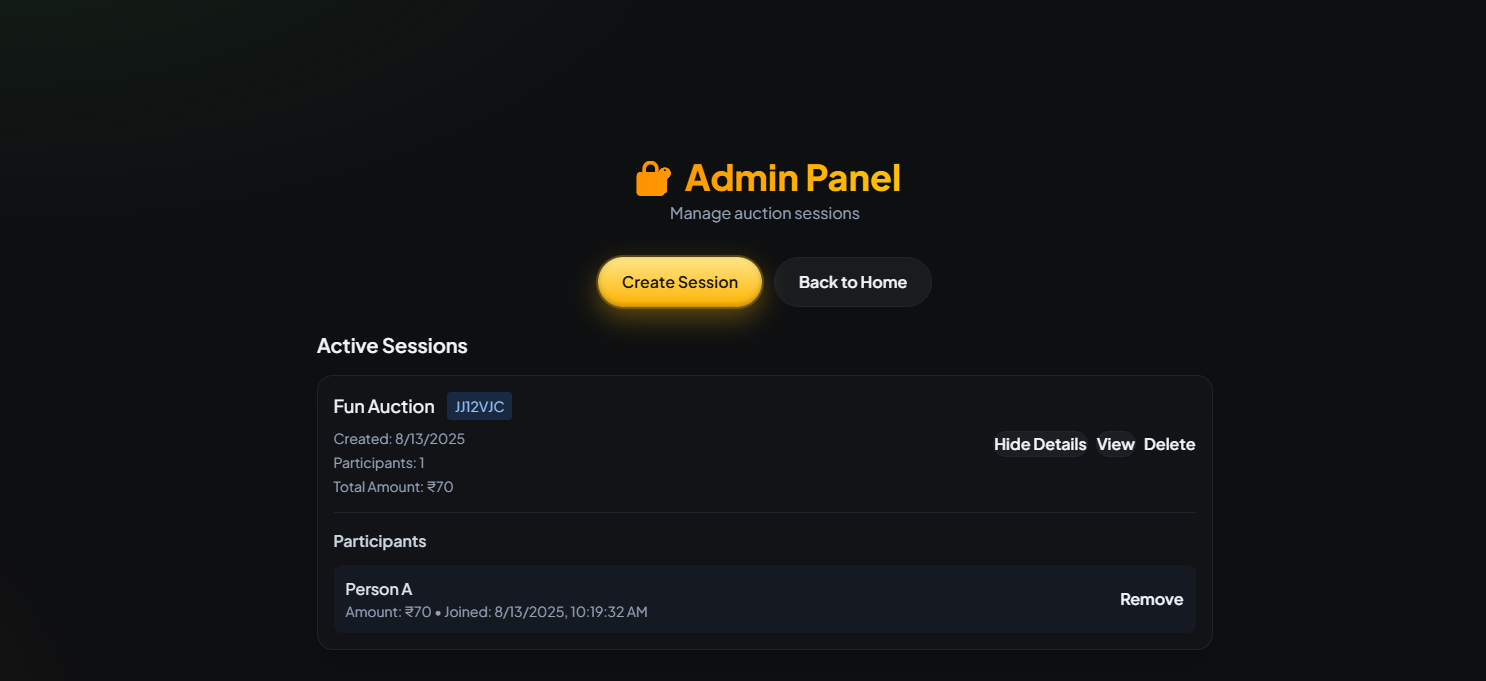 Admin Panel
Manage auction sessions
Create Session
Back to Home
Active Sessions
Fun Auction JJ12VJC
Created: 8/13/2025
Participants: 1
Total Amount: ₹70
Hide Details View Delete
Participants
Person A
Amount: ₹70 • Joined: 8/13/2025, 10:19:32 AM
Remove